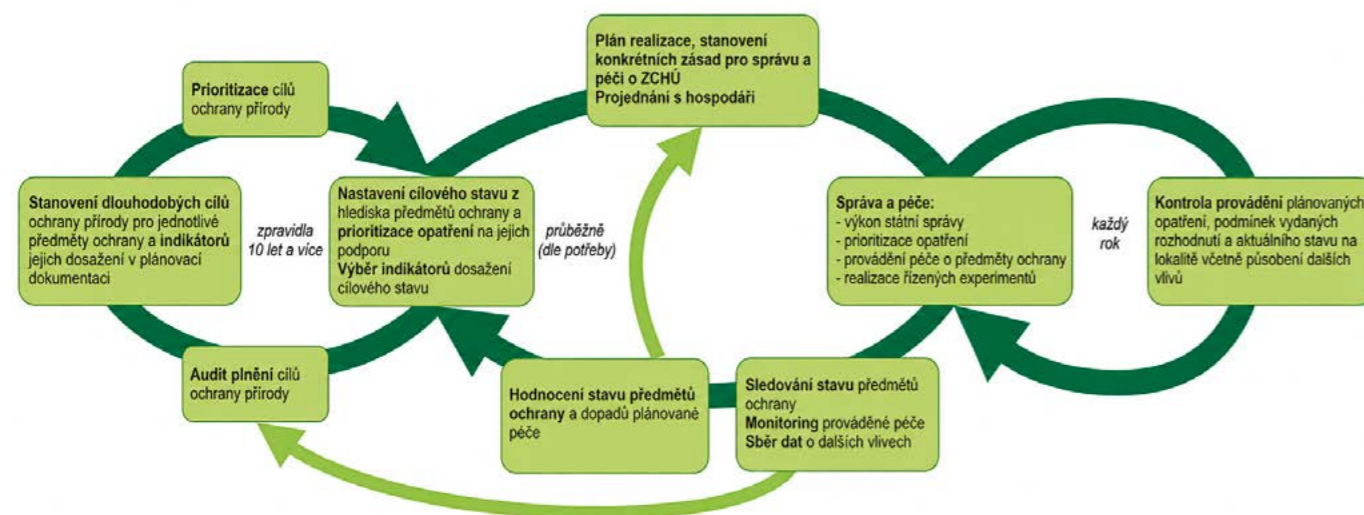 Prioritizace cílů
ochrany přírody
Stanovení dlouhodobých cílů
ochrany přírody pro jednotlivé
předměty ochrany a indikátorů
jejich dosažení v plánovací
dokumentaci
zpravidla
10 let a více
Audit plnění cílů
ochrany přírody
Nastavení cílového stavu z
hlediska předmětů ochrany a
prioritizace opatření na jejich
podporu
Výběr indikátorů dosažení
cílového stavu
průběžně
(dle potřeby)
Plán realizace, stanovení
konkrétních zásad pro správu a
péči o ZCHÚ
Projednání s hospodáři
Hodnocení stavu předmětů
ochrany a dopadů plánované
péče
Sledování stavu předmětů
ochrany
Monitoring prováděné péče
Sběr dat o dalších vlivech
Správa a péče:
- výkon státní správy
- prioritizace opatření
- provádění péče o předměty ochrany
- realizace řízených experimentů
každý
rok
Kontrola provádění plánovaných
opatření, podmínek vydaných
rozhodnutí a aktuálního stavu na
lokalitě včetně působení dalších
vlivů